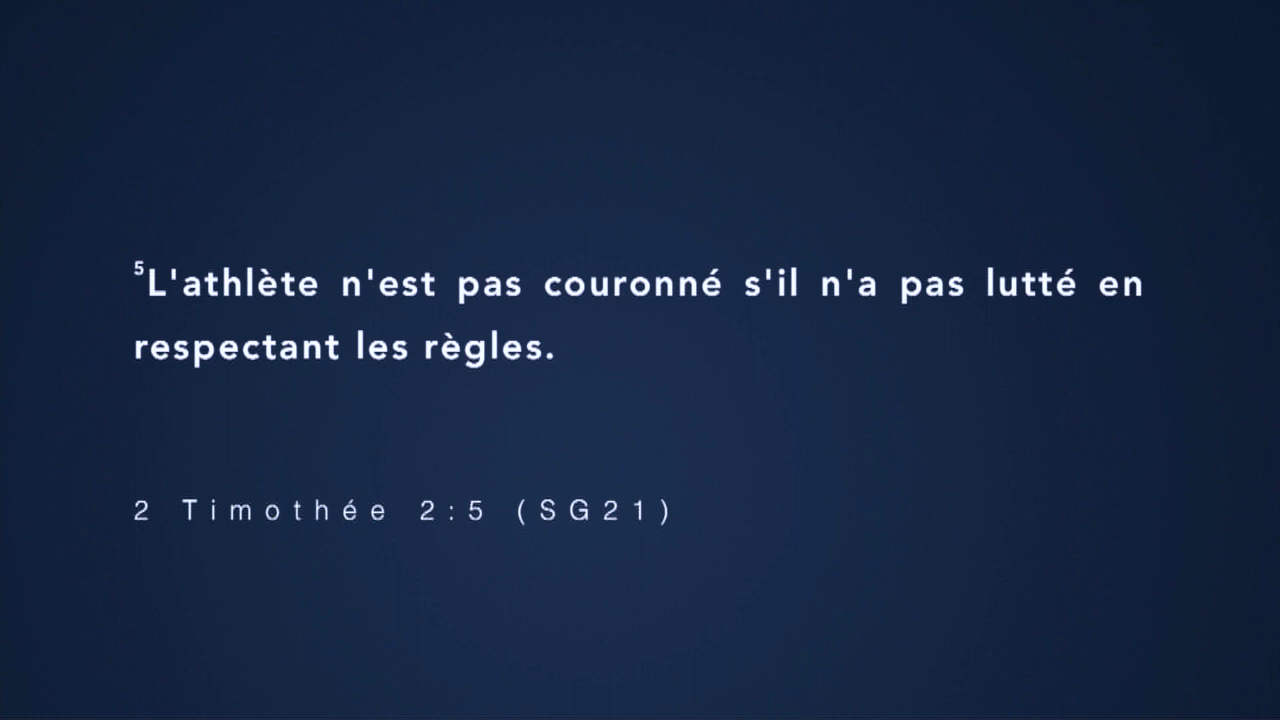 ⁵L'athlète n'est pas couronné s'il n'a pas lutté en
respectant les règles.
2 Timothée 2:5 (SG21)